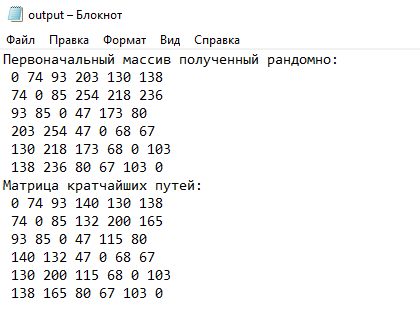 output – Блокнот
Файл Правка Формат Вид Справка
Первоначальный массив полученный рандомно:
0 74 93 203 130 138
74 0 85 254 218 236
93 85 0 47 173 80
203 254 47 0 68 67
130 218 173 68 0 103
138 236 80 67 103 0
Матрица кратчайших путей:
0 74 93 140 130 138
74 0 85 132 200 165
93 85 0 47 115 80
140 132 47 0 68 67
130 200 115 68 0 103
138 165 80 67 103 0